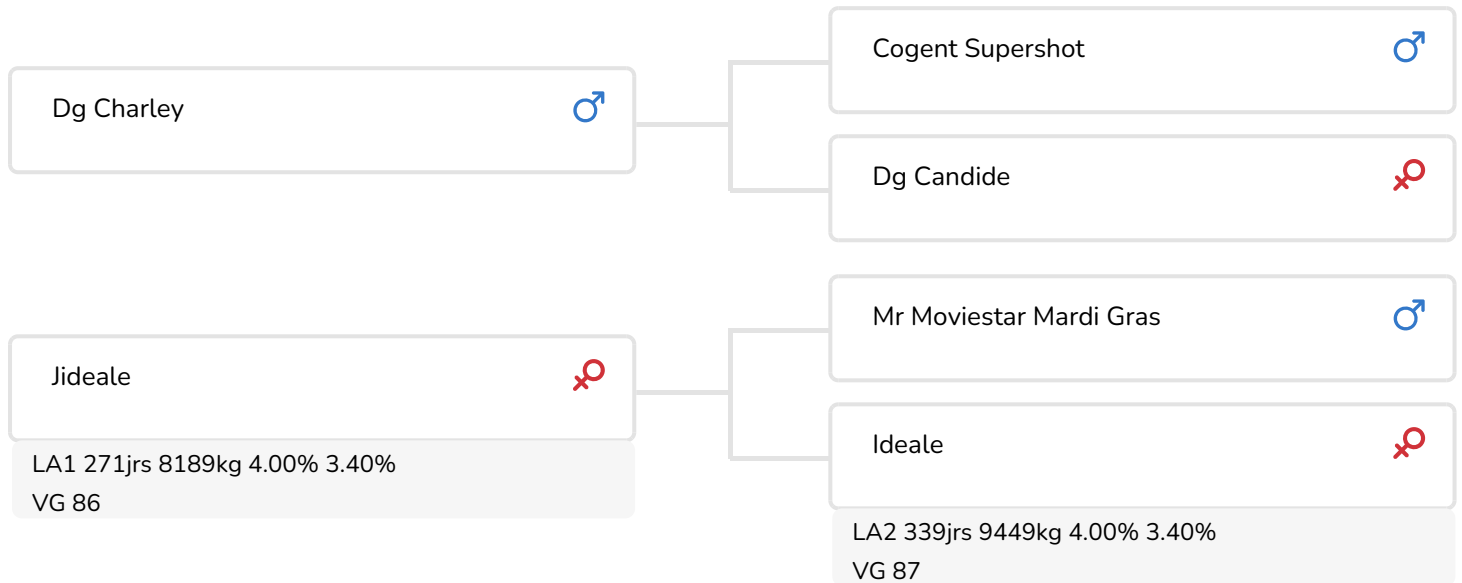 Dg Charley
Cogent Supershot
Dg Candide
Jideale
LA1 271jrs 8189kg 4.00% 3.40%
VG 86
Mr Moviestar Mardi Gras
Ideale
LA2 339jrs 9449kg 4.00% 3.40%
VG 87